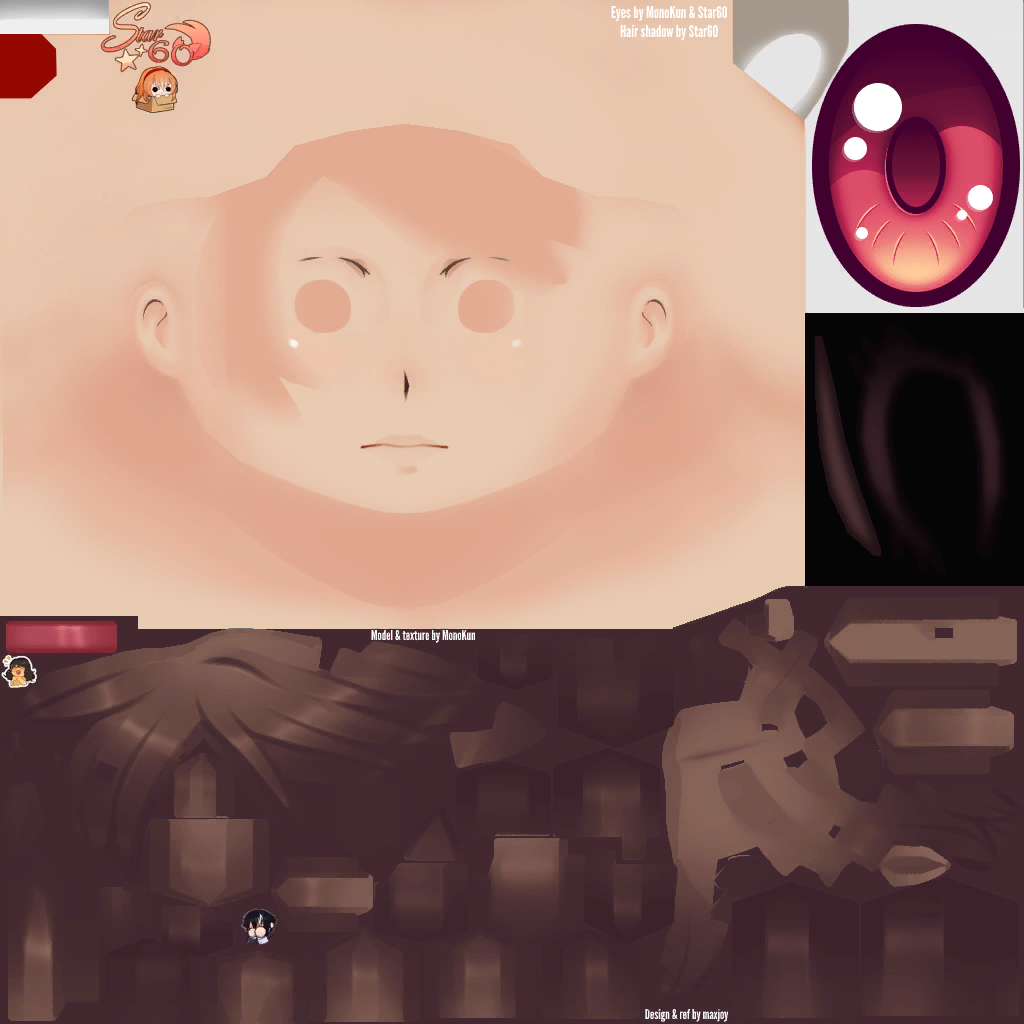 Star
60
Eyes by MonoKun & Star60
Hair shadow by Star60
Model & texture by MonoKun
Design & ref by maxjoy